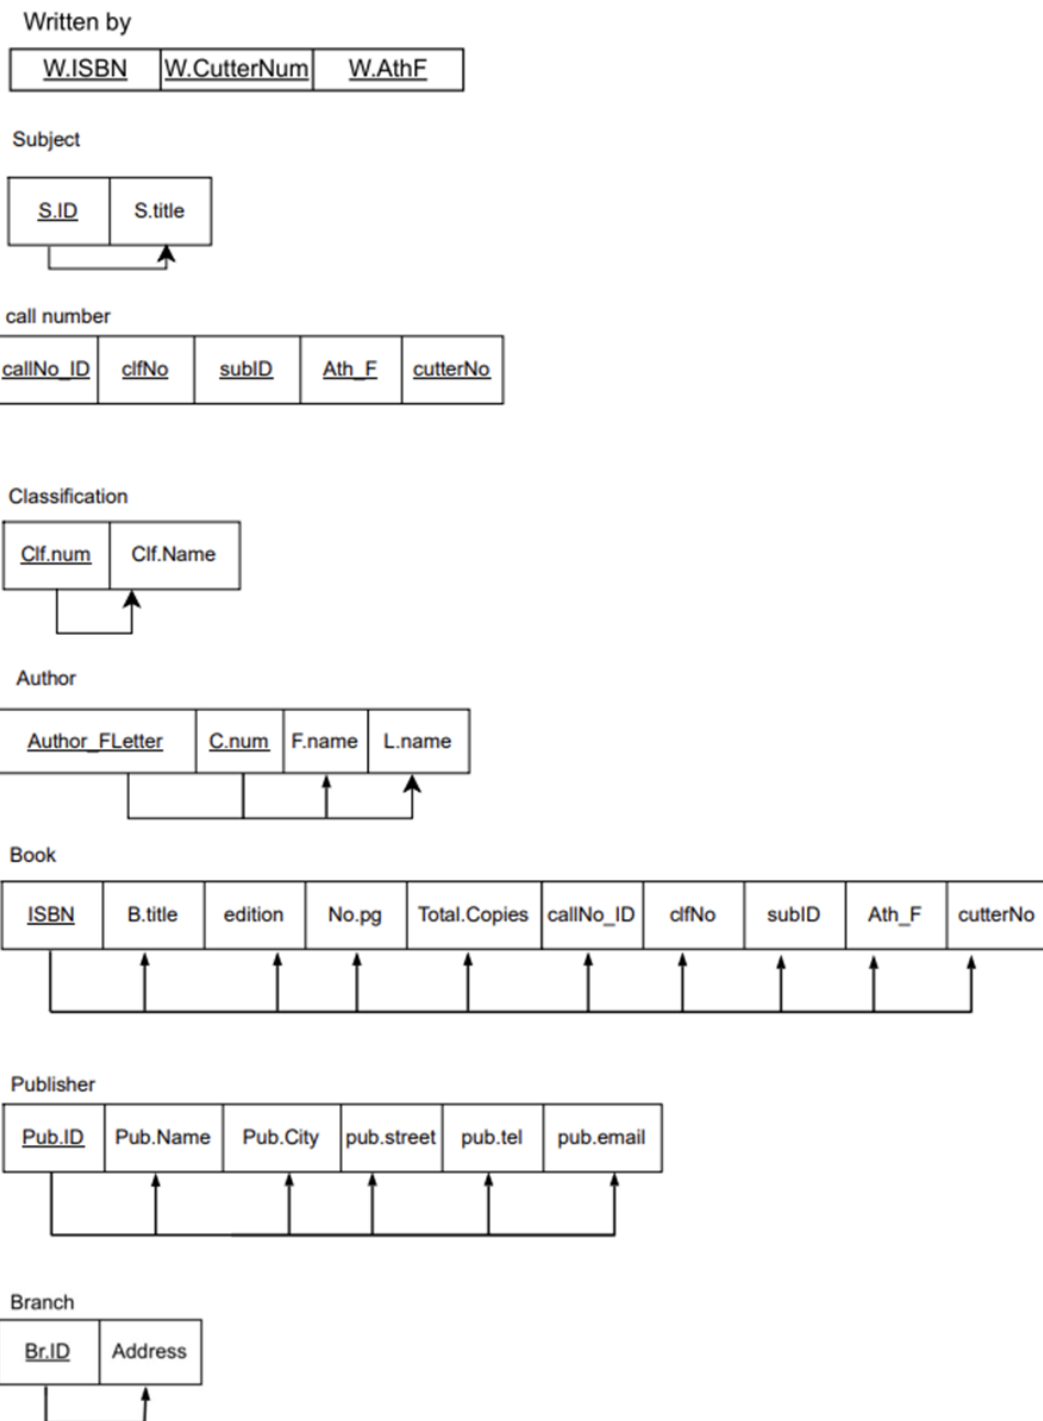 Written by
W.ISBN W.CutterNum W.AthF
Subject
S.ID S.title
call number
callNo_ID clfNo subID Ath_F cutterNo
Classification
Clf.num Clf.Name
Author
Author_FLetter C.num F.name L.name
Book
ISBN B.title edition No.pg Total.Copies callNo_ID clfNo subID Ath_F cutterNo
Publisher
Pub.ID Pub.Name Pub.City pub.street pub.tel pub.email
Branch
Br.ID Address